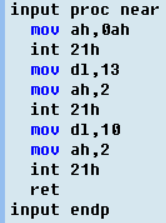 input proc near
mov ah,0ah
int 21h
mov dl,13
mov ah,2
int 21h
mov dl,10
mov ah,2
int 21h
ret
input endp